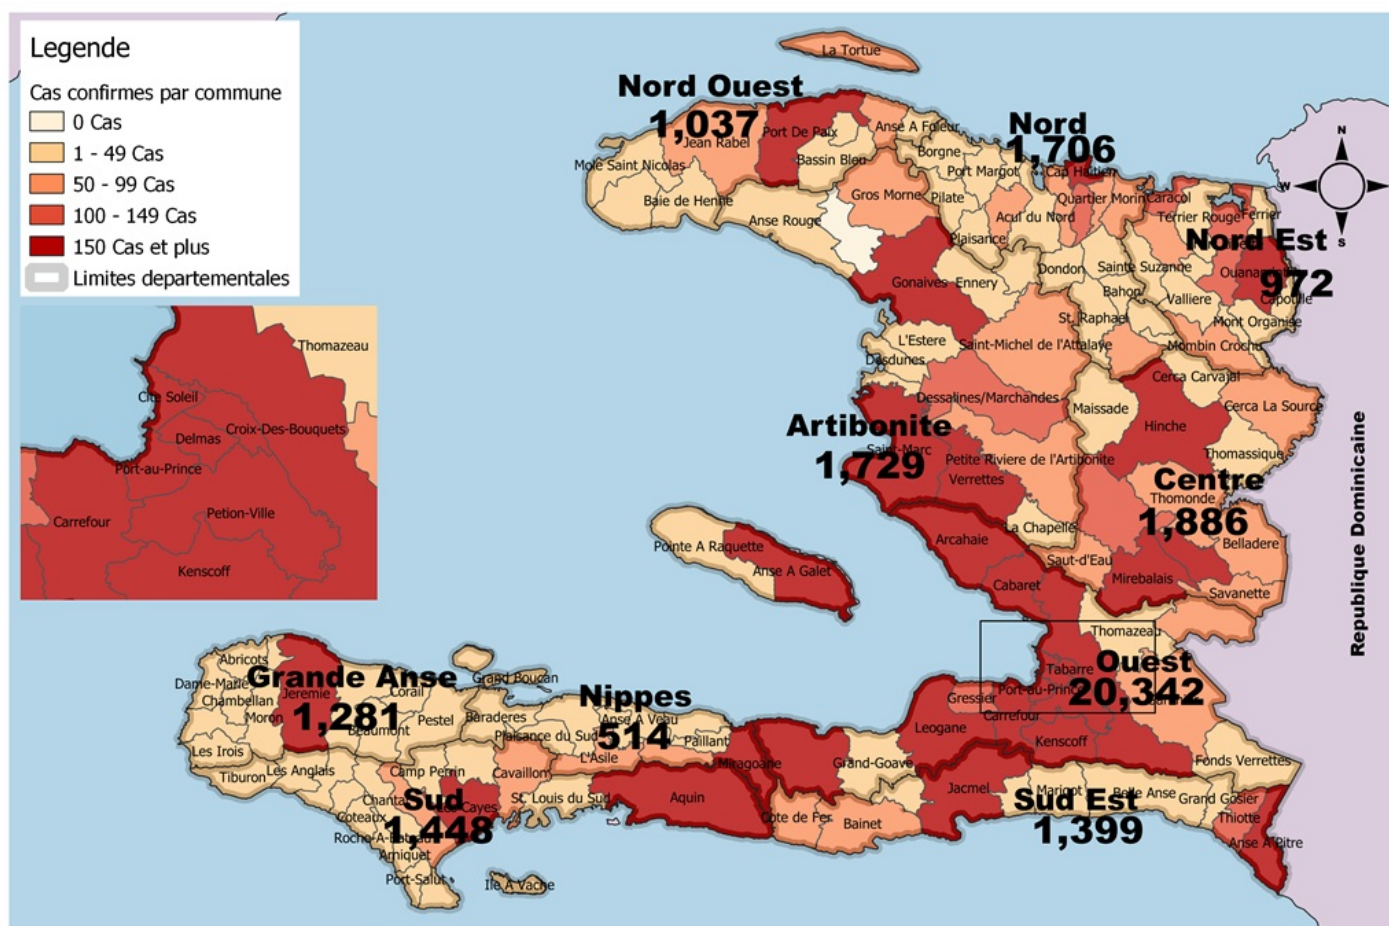 Legende
Cas confirmes par commune
0 Cas
1 - 49 Cas
50 - 99 Cas
100 - 149 Cas
150 Cas et plus
Limites departementales
Thomazeau
Cite Soleil
Delmas
Croix-Des-Bouquets
Port-au-Prince
Carrefour
Petion-Ville
Kenscoff
La Tortue
Nord Ouest
1,037
Port De Paix
Jean Rabel
Anse A Foleur
Mole Saint Nicolas
Bassin Bleu
Baie de Henne
Anse Rouge
Nord
1,706
Borgne
Cap Haitien
Port Margot
Gros Morne
Pilate
Quartier Morin
Caracol
Acul du Nord
Terrier Rouge
Ferrier
Plaisance
Nord Est
972
N
W
S
Gonaives
Ennery
Dondon
Sainte Suzanne
Bahon
Valliere
Capotille
St. Raphael
Mont Organise
L'Estere
Saint-Michel de l'Attalaye
Mombin Crochu
Desdunes
Cerca Carvajal
Dessalines/Marchandes
Maissade
Cerca La Source
Artibonite
1,729
Saint-Marc
Hinche
Petite Riviere de l'Artibonite
Thomassique
Verrettes
Centre
1,886
Thomonde
La Chapelle
Arcahaie
Belladere
Saut-d'Eau
Cabaret
Mirebalais
Savanette
Republique Dominicaine
Pointe A Raquette
Anse A Galet
Thomazeau
Tabarre
Ouest
20,342
Port-au-Prince
Gressier
Carrefour
Leogane
Kenscoff
Fonds Verrettes
Abricots
Grande Anse
1,281
Dame-Marie
Chambellan
Jeremie
Corail
Moron
Beaumont
Pestel
Les Irois
Grand Boucan
Baraderes
Nippes
514
Anse A Veau
Plaisance du Sud
Paillant
L'Asile
Miragoane
Grand-Goave
Tiburon
Les Anglais
Camp Perrin
Cavaillon
St. Louis du Sud
Aquin
Sud
1,448
Coteaux
Arniquet
Port-Salut
Ile A Vache
Cote de Fer
Bainet
Jacmel
Sud Est
1,399
Marigot
Belle Anse
Grand Gosier
Thiotte
Anse A Pitre